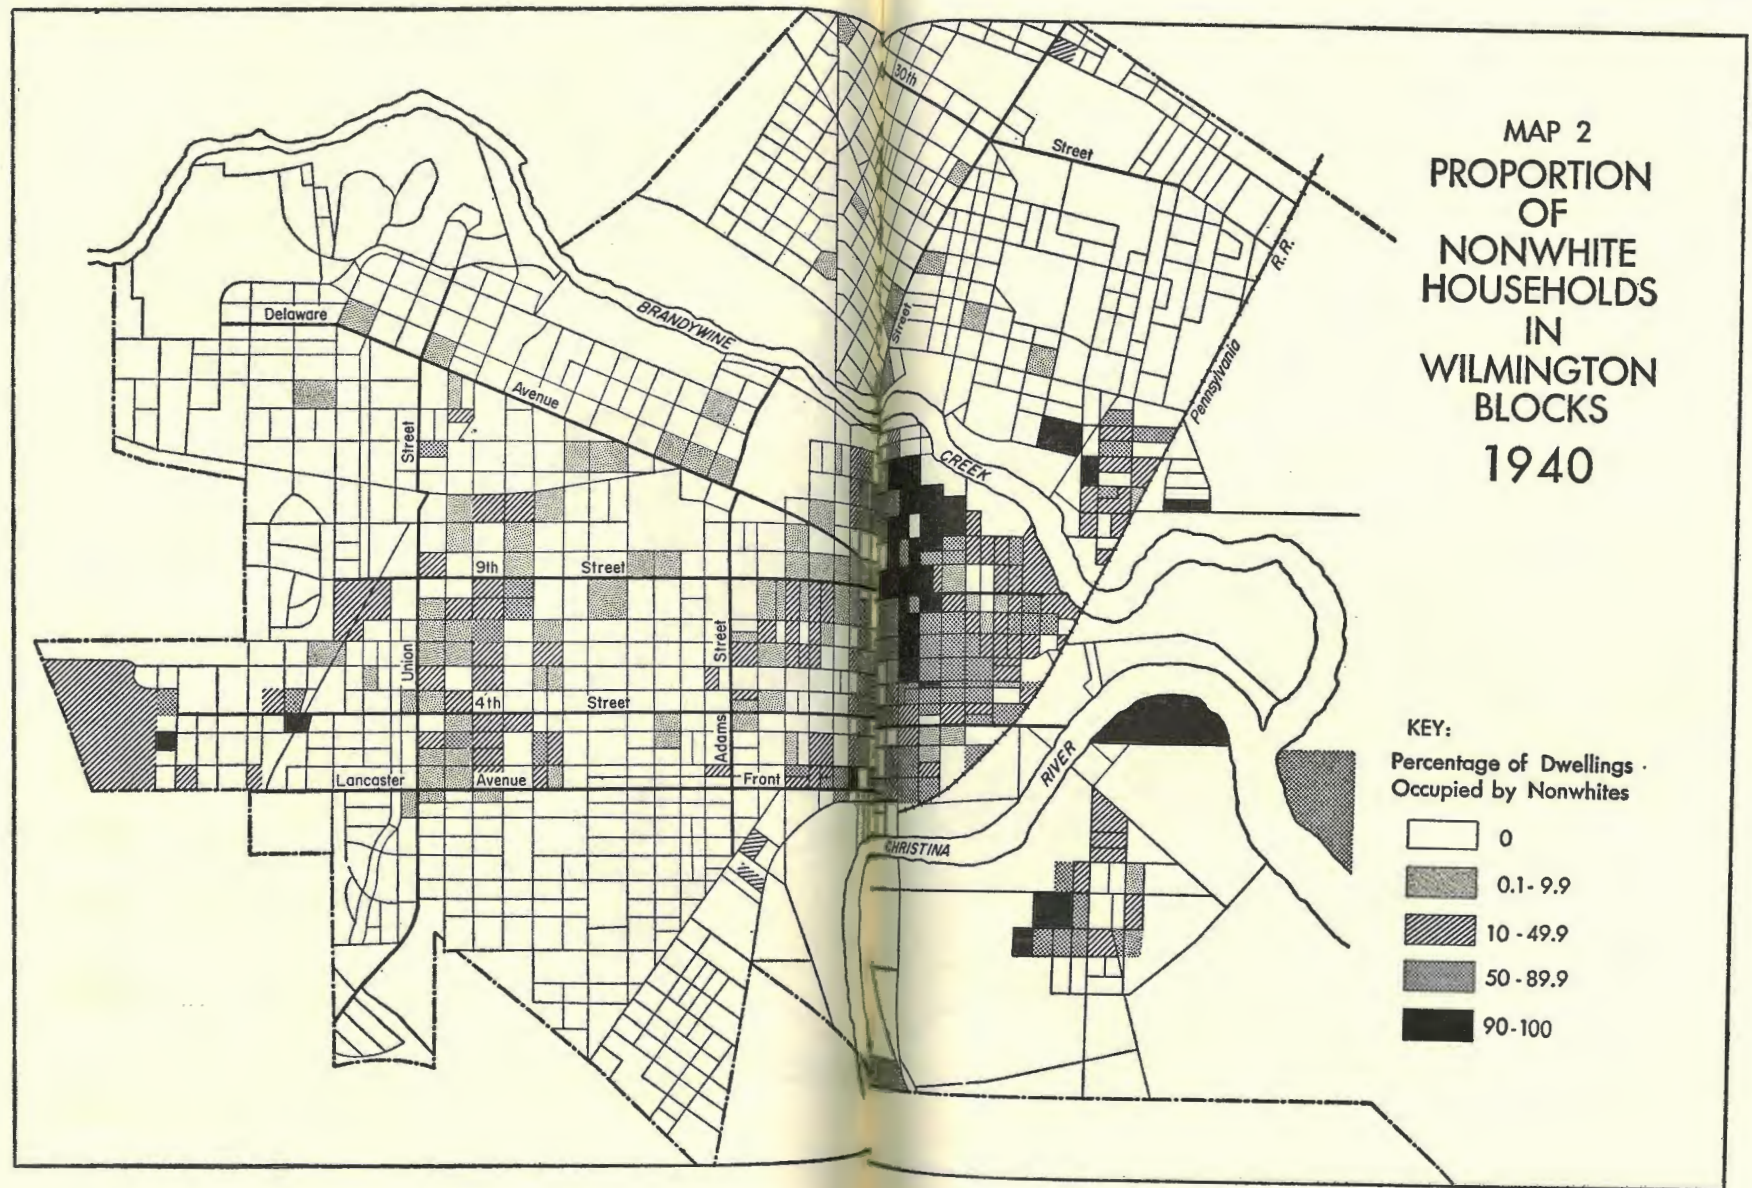 MAP 2
PROPORTION
OF
NONWHITE
HOUSEHOLDS
IN
WILMINGTON
BLOCKS
1940
30th
Street
Street
Pennsylvania
R.R.
BRANDYWINE
CREEK
Delaware
Avenue
Street
9th
Street
Union
Street
4th
Street
Adams
Lancaster
Avenue
Front
RIVER
CHRISTINA
KEY:
Percentage of Dwellings
Occupied by Nonwhites
0
0.1-9.9
10-49.9
50-89.9
90-100